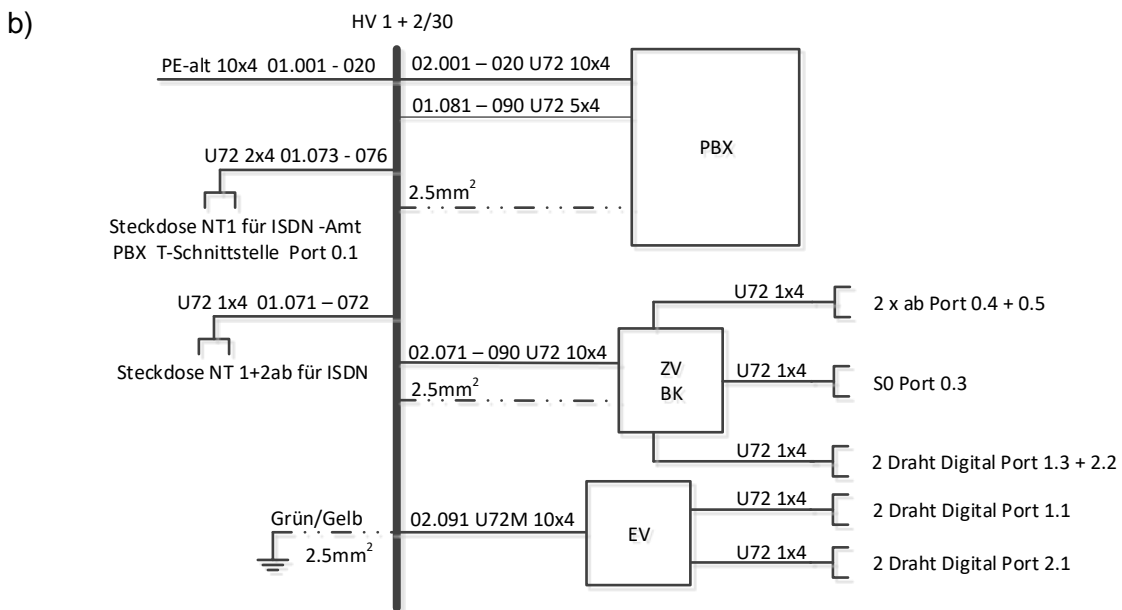 b)
HV 1 + 2/30
PE-alt 10x4 01.001 - 020
02.001 – 020 U72 10x4
01.081 – 090 U72 5x4
PBX
U72 2x4 01.073 - 076
2.5mm²
Steckdose NT1 für ISDN -Amt
PBX T-Schnittstelle Port 0.1
U72 1x4 01.071 – 072
Steckdose NT 1+2ab für ISDN
02.071 – 090 U72 10x4
2.5mm²
ZV
BK
U72 1x4
2 x ab Port 0.4 + 0.5
U72 1x4
S0 Port 0.3
U72 1x4
2 Draht Digital Port 1.3 + 2.2
Grün/Gelb
2.5mm²
02.091 U72M 10x4
EV
U72 1x4
2 Draht Digital Port 1.1
U72 1x4
2 Draht Digital Port 2.1